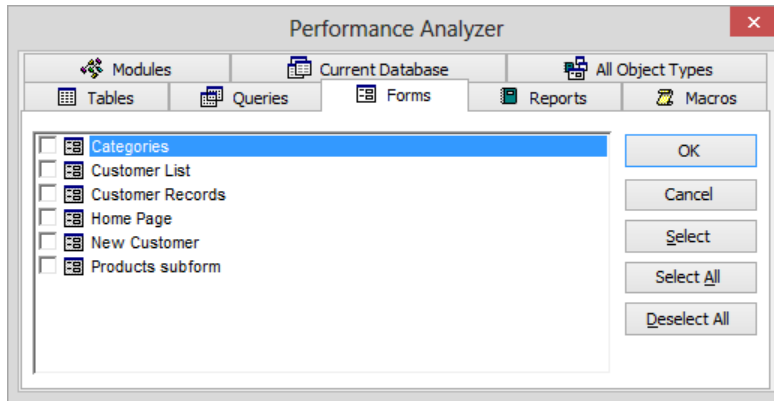 Performance Analyzer
Modules Current Database All Object Types
Tables Queries Forms Reports Macros
Categories
Customer List
Customer Records
Home Page
New Customer
Products subform
OK
Cancel
Select
Select All
Deselect All